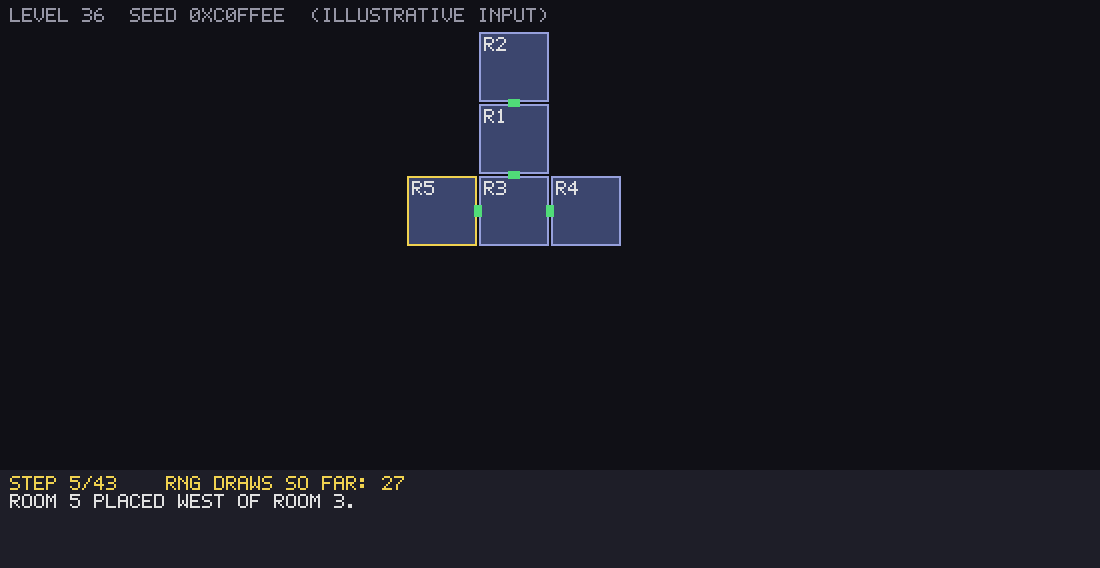 LEVEL 36  SEED 0XC0FFEE  (ILLUSTRATIVE INPUT)
R2
R1
R5 R3 R4
STEP 5/43    RNG DRAWS SO FAR: 27
ROOM 5 PLACED WEST OF ROOM 3.